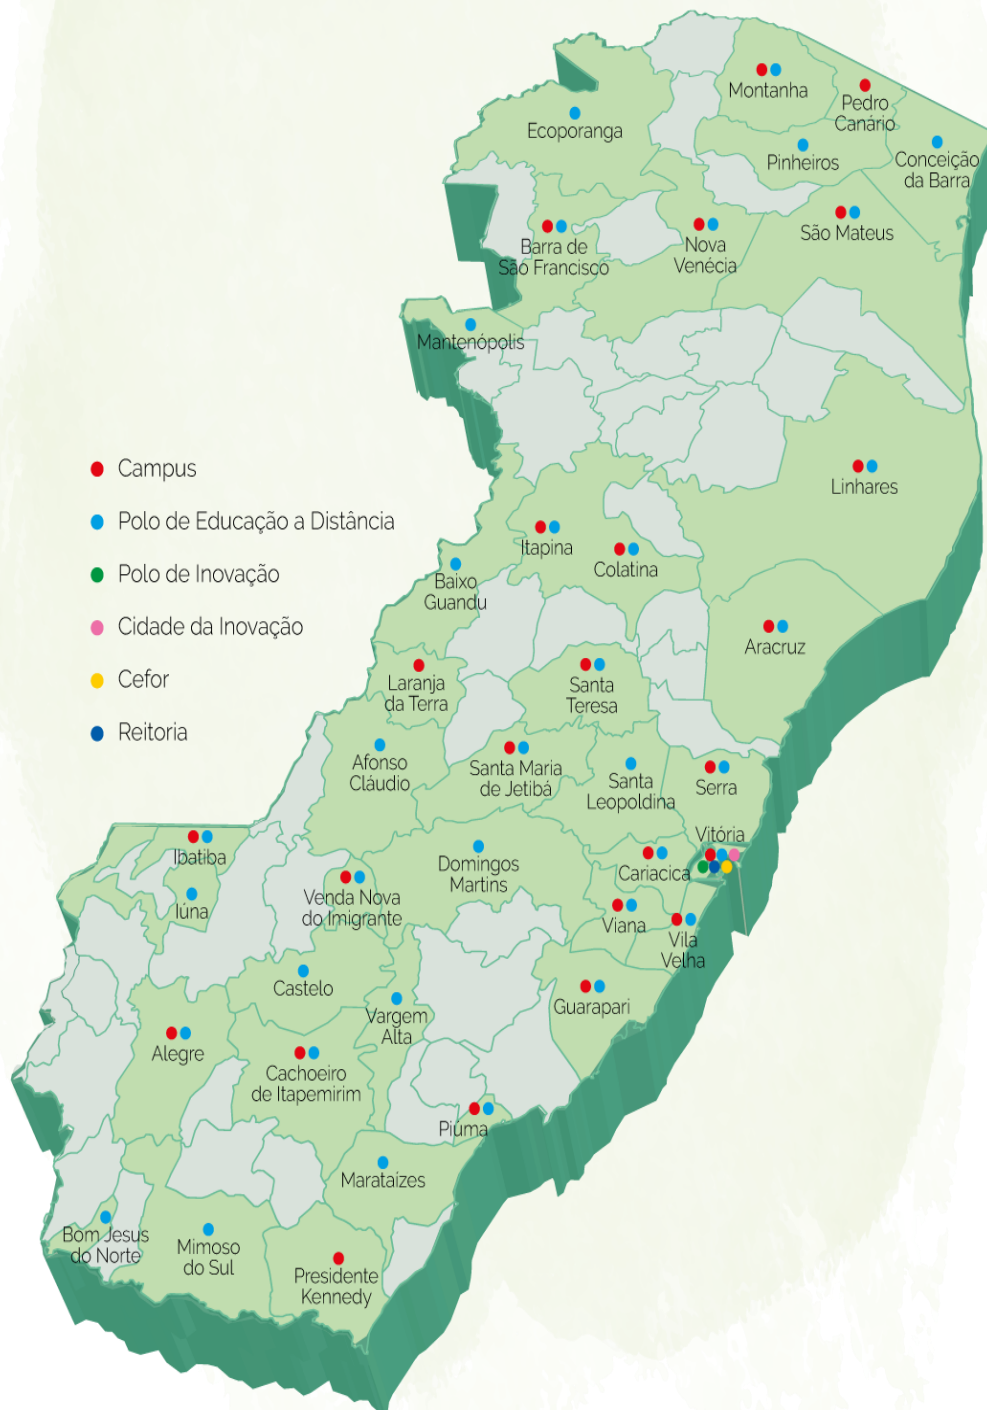 Montanha
Pedro
Canário
Ecoporanga
Pinheiros
Conceição
da Barra
São Mateus
Barra de
São Francisco
Nova
Venécia
Mantenópolis
Campus
Polo de Educação a Distância
Polo de Inovação
Cidade da Inovação
Cefor
Reitoria
Linhares
Itapina
Colatina
Baixo
Guandu
Aracruz
Laranja
da Terra
Santa
Teresa
Afonso
Cláudio
Santa Maria
de Jetibá
Santa
Leopoldina
Serra
Vitória
Ibatiba
Iúna
Venda Nova
do Imigrante
Domingos
Martins
Cariacica
Viana
Vila
Velha
Castelo
Vargem
Alta
Guarapari
Alegre
Cachoeiro
de Itapemirim
Piúma
Marataízes
Bom Jesus
do Norte
Mimoso
do Sul
Presidente
Kennedy